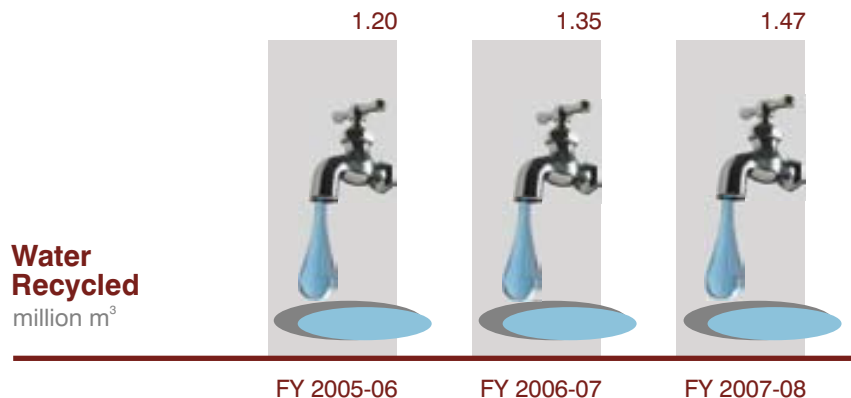 1.20 1.35 1.47
Water
Recycled
million m³
FY 2005-06 FY 2006-07 FY 2007-08